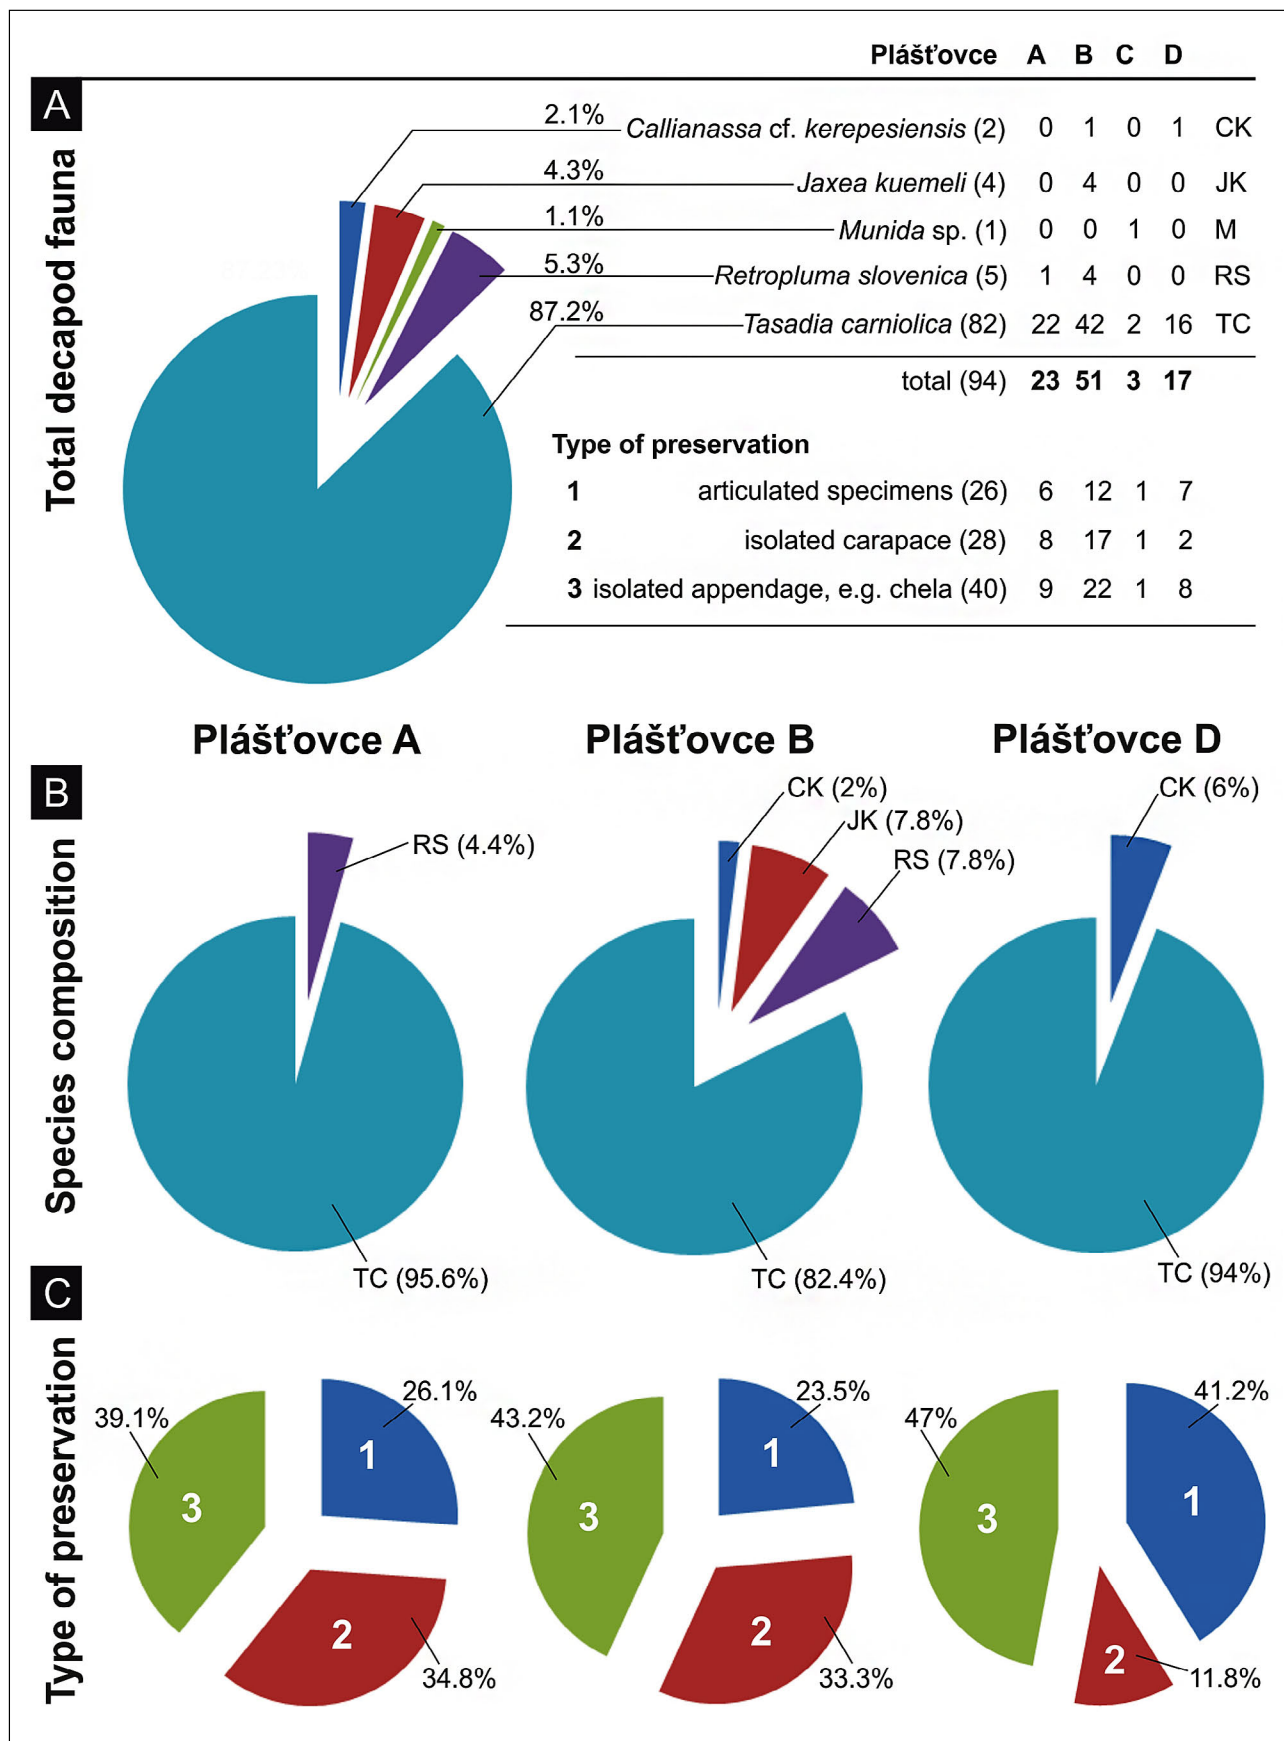 Plášťovce A B C D
A
Total decapod fauna
2.1% Callianassa cf. kerepesiensis (2) 0 1 0 1 CK
4.3% Jaxea kuemeli (4) 0 4 0 0 JK
1.1% Munida sp. (1) 0 0 1 0 M
5.3% Retropluma slovenica (5) 1 4 0 0 RS
87.2% Tasadia carniolica (82) 22 42 2 16 TC
total (94) 23 51 3 17
Type of preservation
1 articulated specimens (26) 6 12 1 7
2 isolated carapace (28) 8 17 1 2
3 isolated appendage, e.g. chela (40) 9 22 1 8
Plášťovce A Plášťovce B Plášťovce D
B
Species composition
RS (4.4%)
TC (95.6%)
CK (2%)
JK (7.8%)
RS (7.8%)
TC (82.4%)
CK (6%)
TC (94%)
C
Type of preservation
39.1% 26.1%
3 1
2
34.8%
43.2% 23.5%
3 1
2
33.3%
47% 41.2%
3 1
2
11.8%